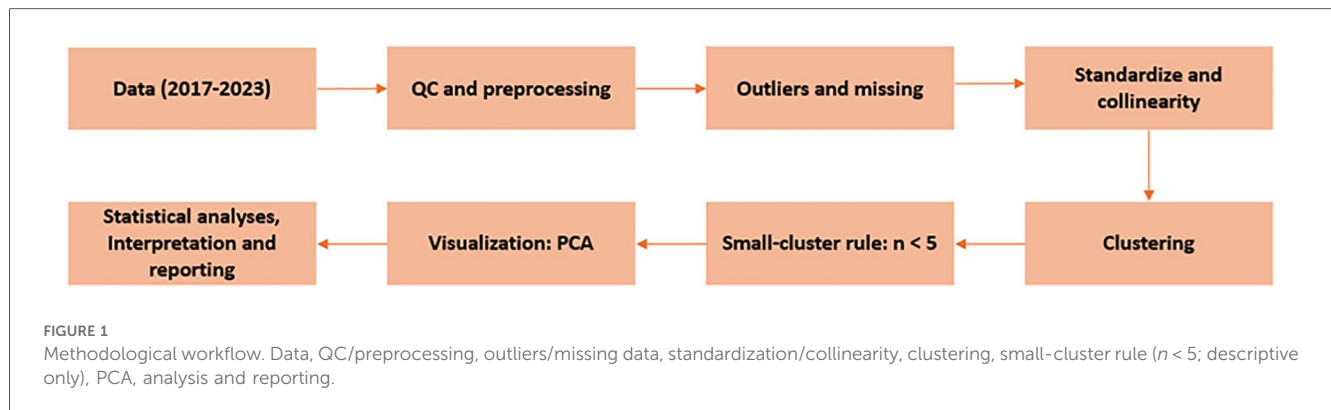 Data (2017-2023)
QC and preprocessing
Outliers and missing
Standardize and
collinearity
Clustering
Small-cluster rule: n < 5
Visualization: PCA
Statistical analyses,
Interpretation and
reporting
FIGURE 1
Methodological workflow. Data, QC/preprocessing, outliers/missing data, standardization/collinearity, clustering, small-cluster rule (n < 5; descriptive
only), PCA, analysis and reporting.